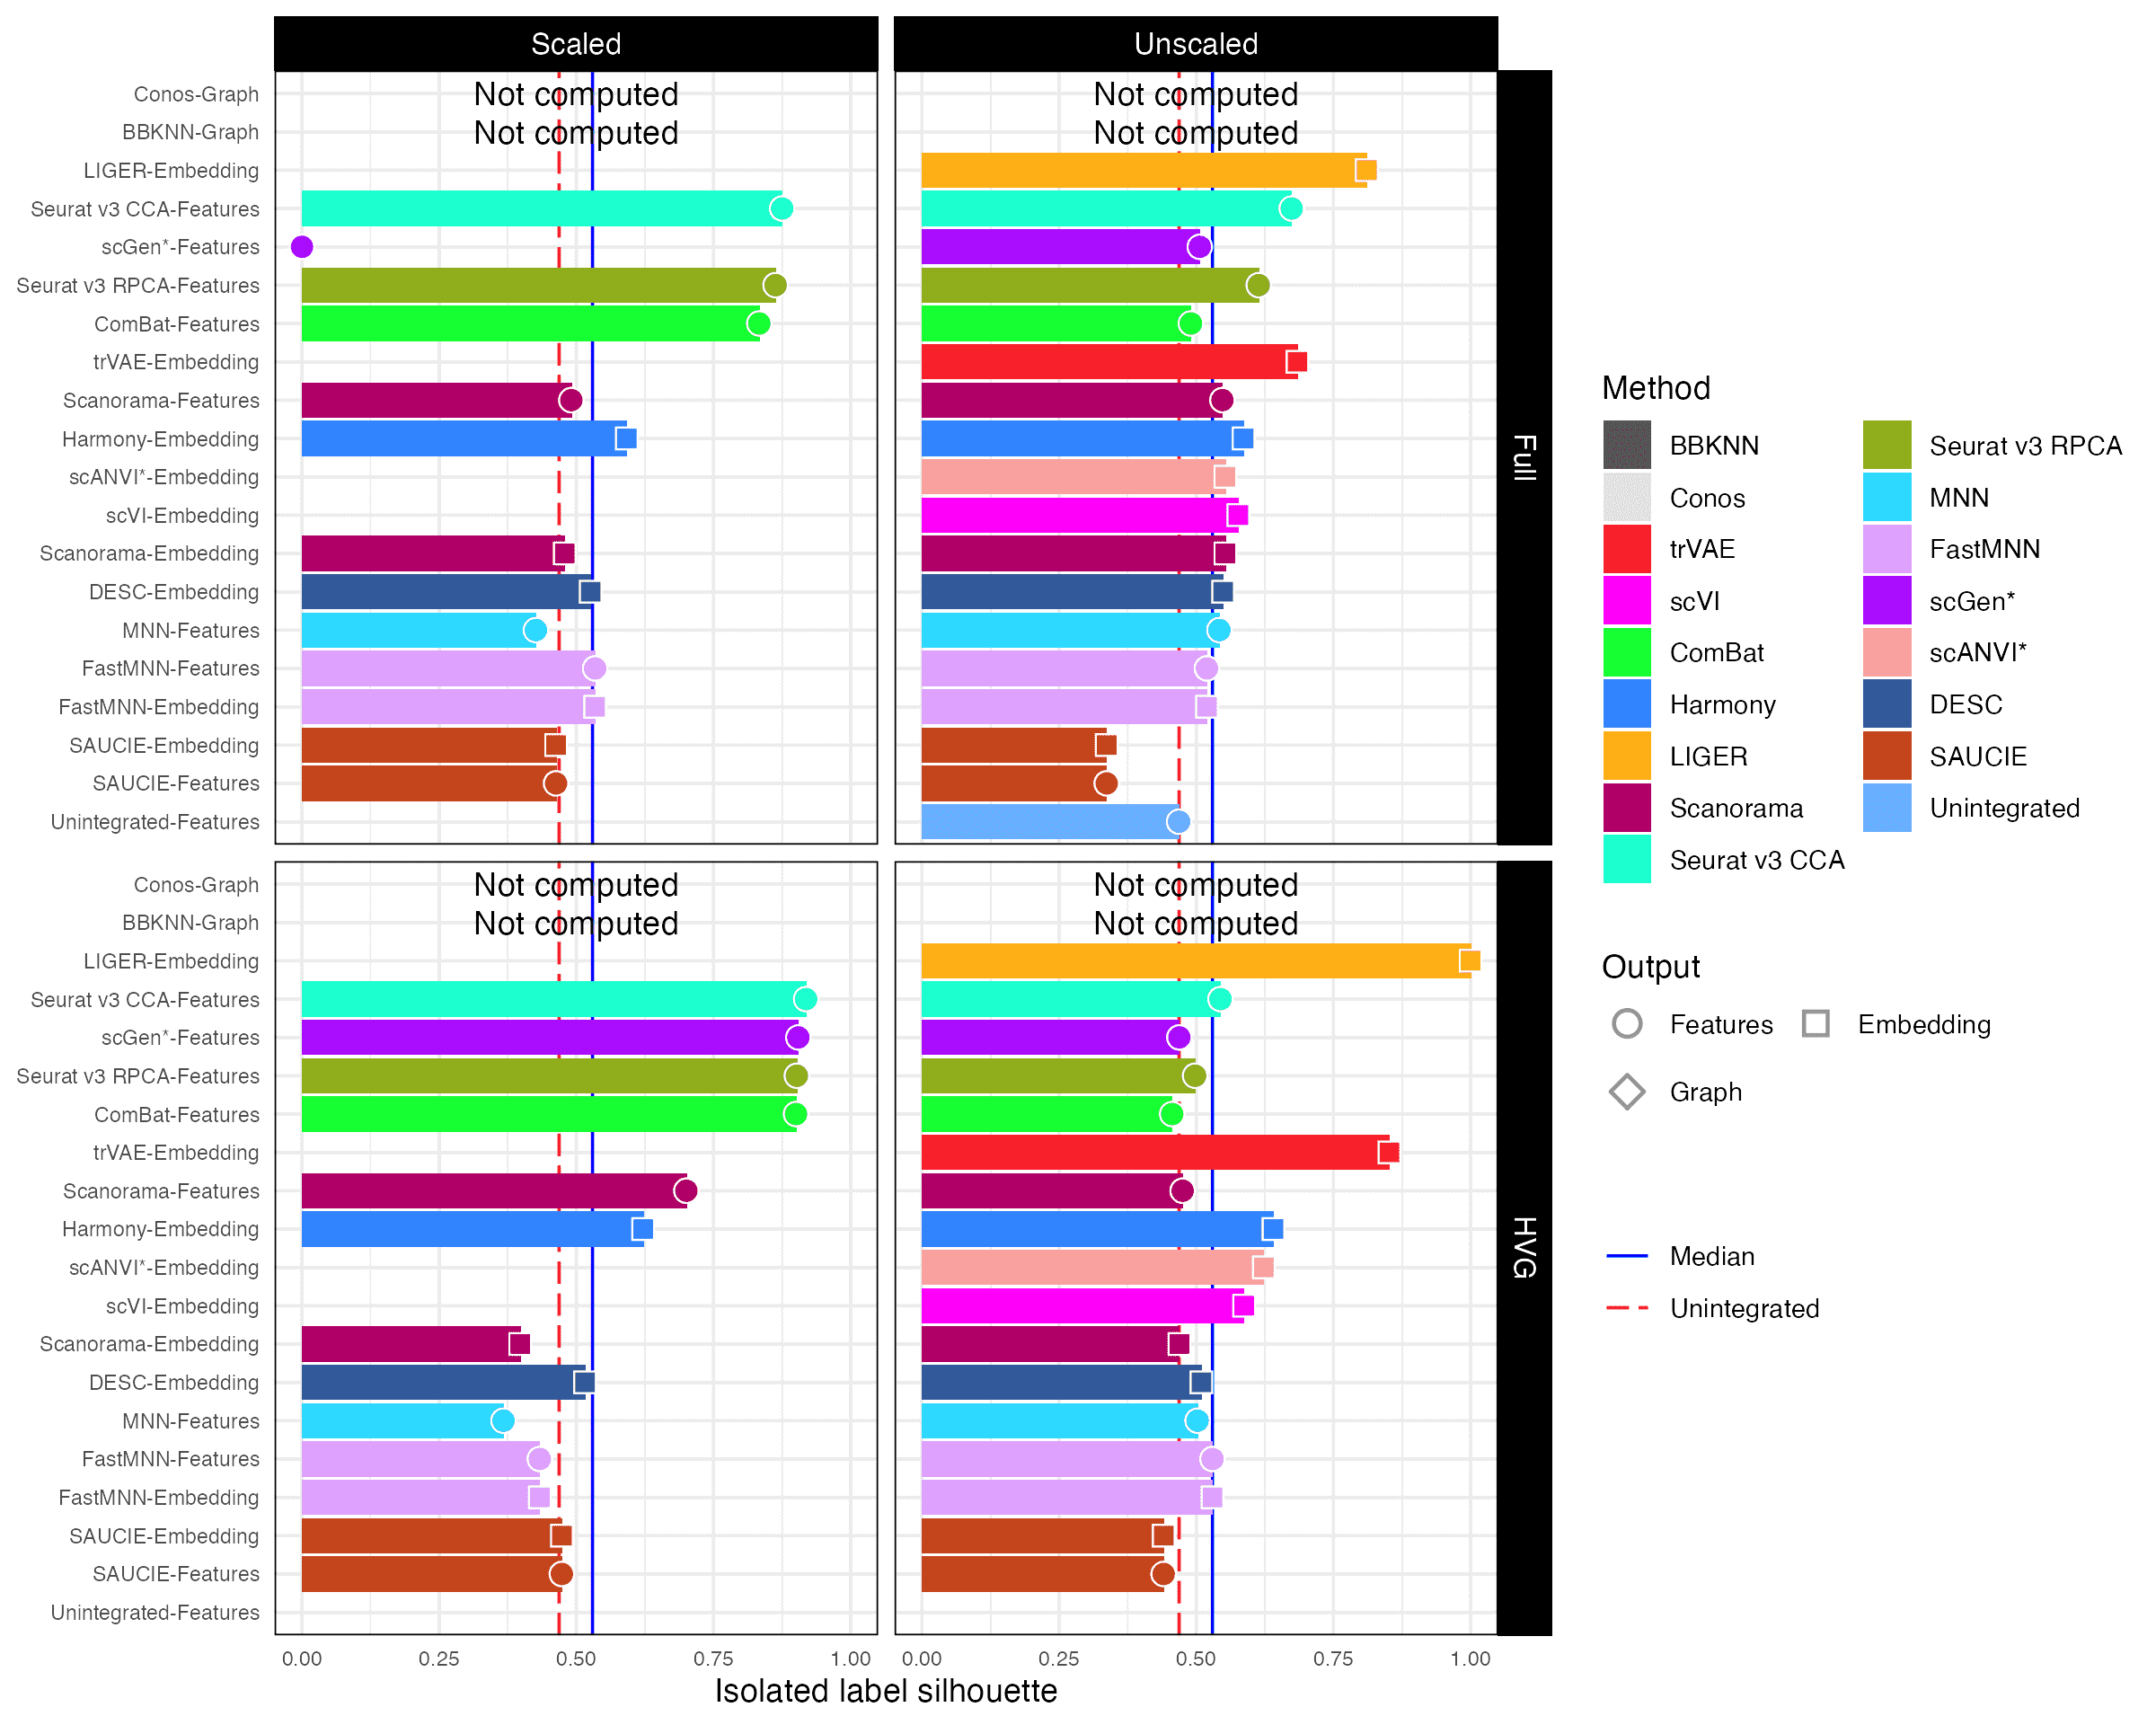 Scaled
Unscaled
Conos-Graph
BBKNN-Graph
LIGER-Embedding
Seurat v3 CCA-Features
scGen*-Features
Seurat v3 RPCA-Features
ComBat-Features
trVAE-Embedding
Scanorama-Features
Harmony-Embedding
scANVI*-Embedding
scVI-Embedding
Scanorama-Embedding
DESC-Embedding
MNN-Features
FastMNN-Features
FastMNN-Embedding
SAUCIE-Embedding
SAUCIE-Features
Unintegrated-Features
Not computed
Not computed
Not computed
Not computed
Full
Conos-Graph
BBKNN-Graph
LIGER-Embedding
Seurat v3 CCA-Features
scGen*-Features
Seurat v3 RPCA-Features
ComBat-Features
trVAE-Embedding
Scanorama-Features
Harmony-Embedding
scANVI*-Embedding
scVI-Embedding
Scanorama-Embedding
DESC-Embedding
MNN-Features
FastMNN-Features
FastMNN-Embedding
SAUCIE-Embedding
SAUCIE-Features
Unintegrated-Features
Not computed
Not computed
Not computed
Not computed
HVG
0.00 0.25 0.50 0.75 1.00
0.00 0.25 0.50 0.75 1.00
Isolated label silhouette
Method
BBKNN
Conos
trVAE
scVI
ComBat
Harmony
LIGER
Scanorama
Seurat v3 CCA
Seurat v3 RPCA
MNN
FastMNN
scGen*
scANVI*
DESC
SAUCIE
Unintegrated
Output
Features
Embedding
Graph
Median
Unintegrated